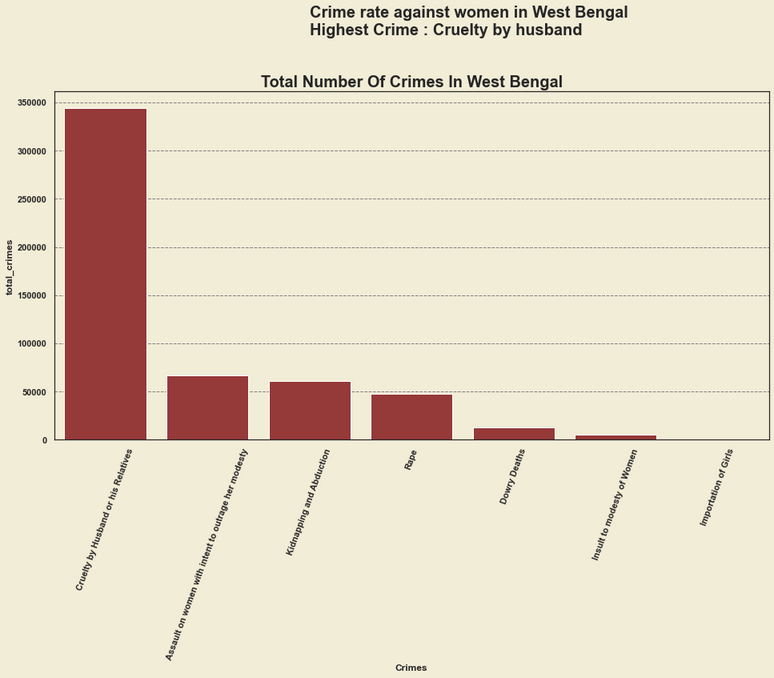 Crime rate against women in West Bengal
Highest Crime : Cruelty by husband
Total Number Of Crimes In West Bengal
350000
300000
250000
200000
150000
100000
50000
0
total_crimes
Cruelty by Husband or his Relatives
Assault on women with intent to outrage her modesty
Kidnapping and Abduction
Rape
Dowry Deaths
Insult to modesty of Women
Importation of Girls
Crimes